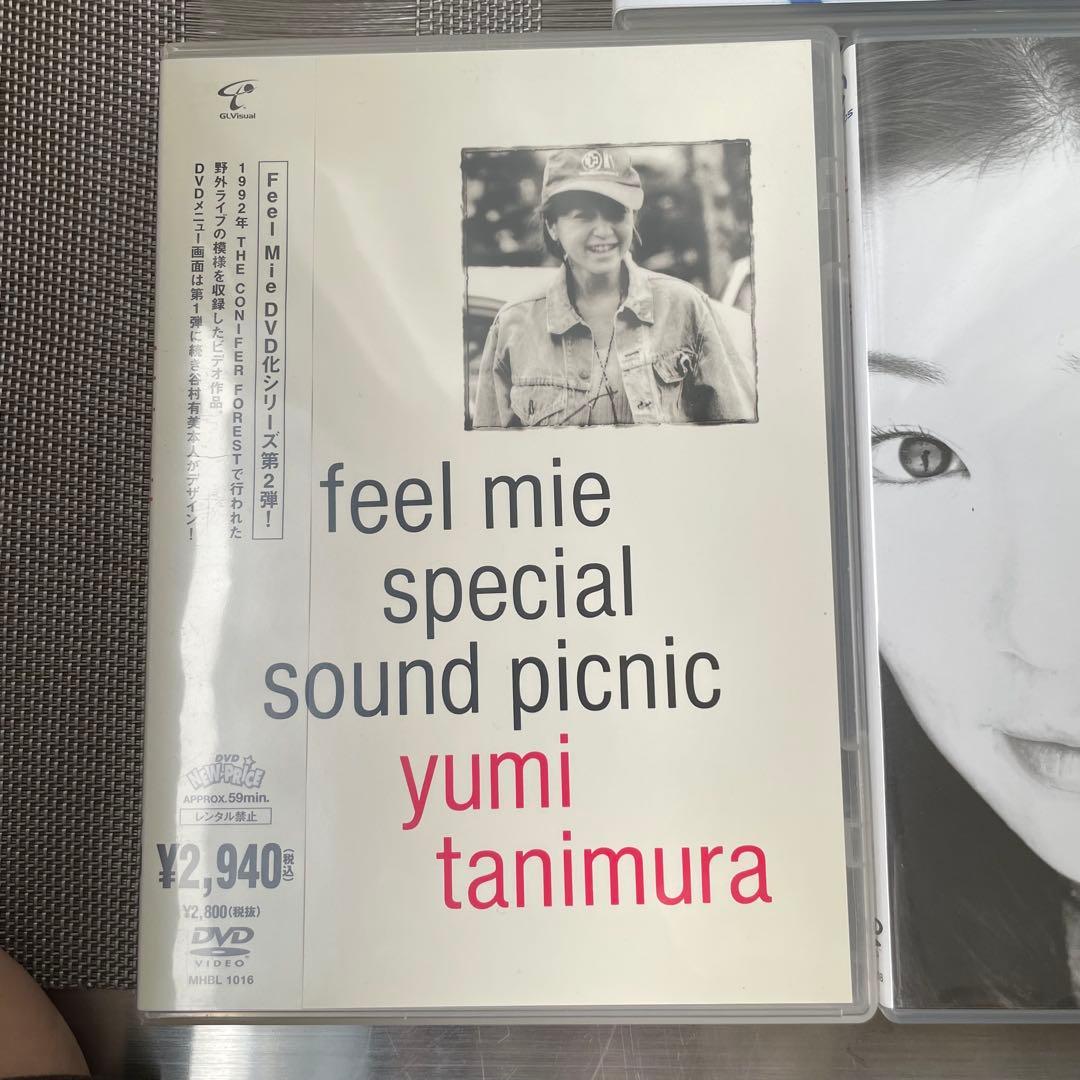 GLVisual
Feel Mie DVD化シリーズ第2弾!
1992年 THE CONIFER FORESTで行われた
野外ライブの模様を収録したビデオ作品。
DVDメニュー画面は第1弾に続き谷村有美本人がデザイン!
feel mie
special
sound picnic
yumi
tanimura
DVD
NEW-PRICE
APPROX.59min.
レンタル禁止
¥2,940(税込)
¥2,800(税抜)
DVD
VIDEO
MHBL 1016